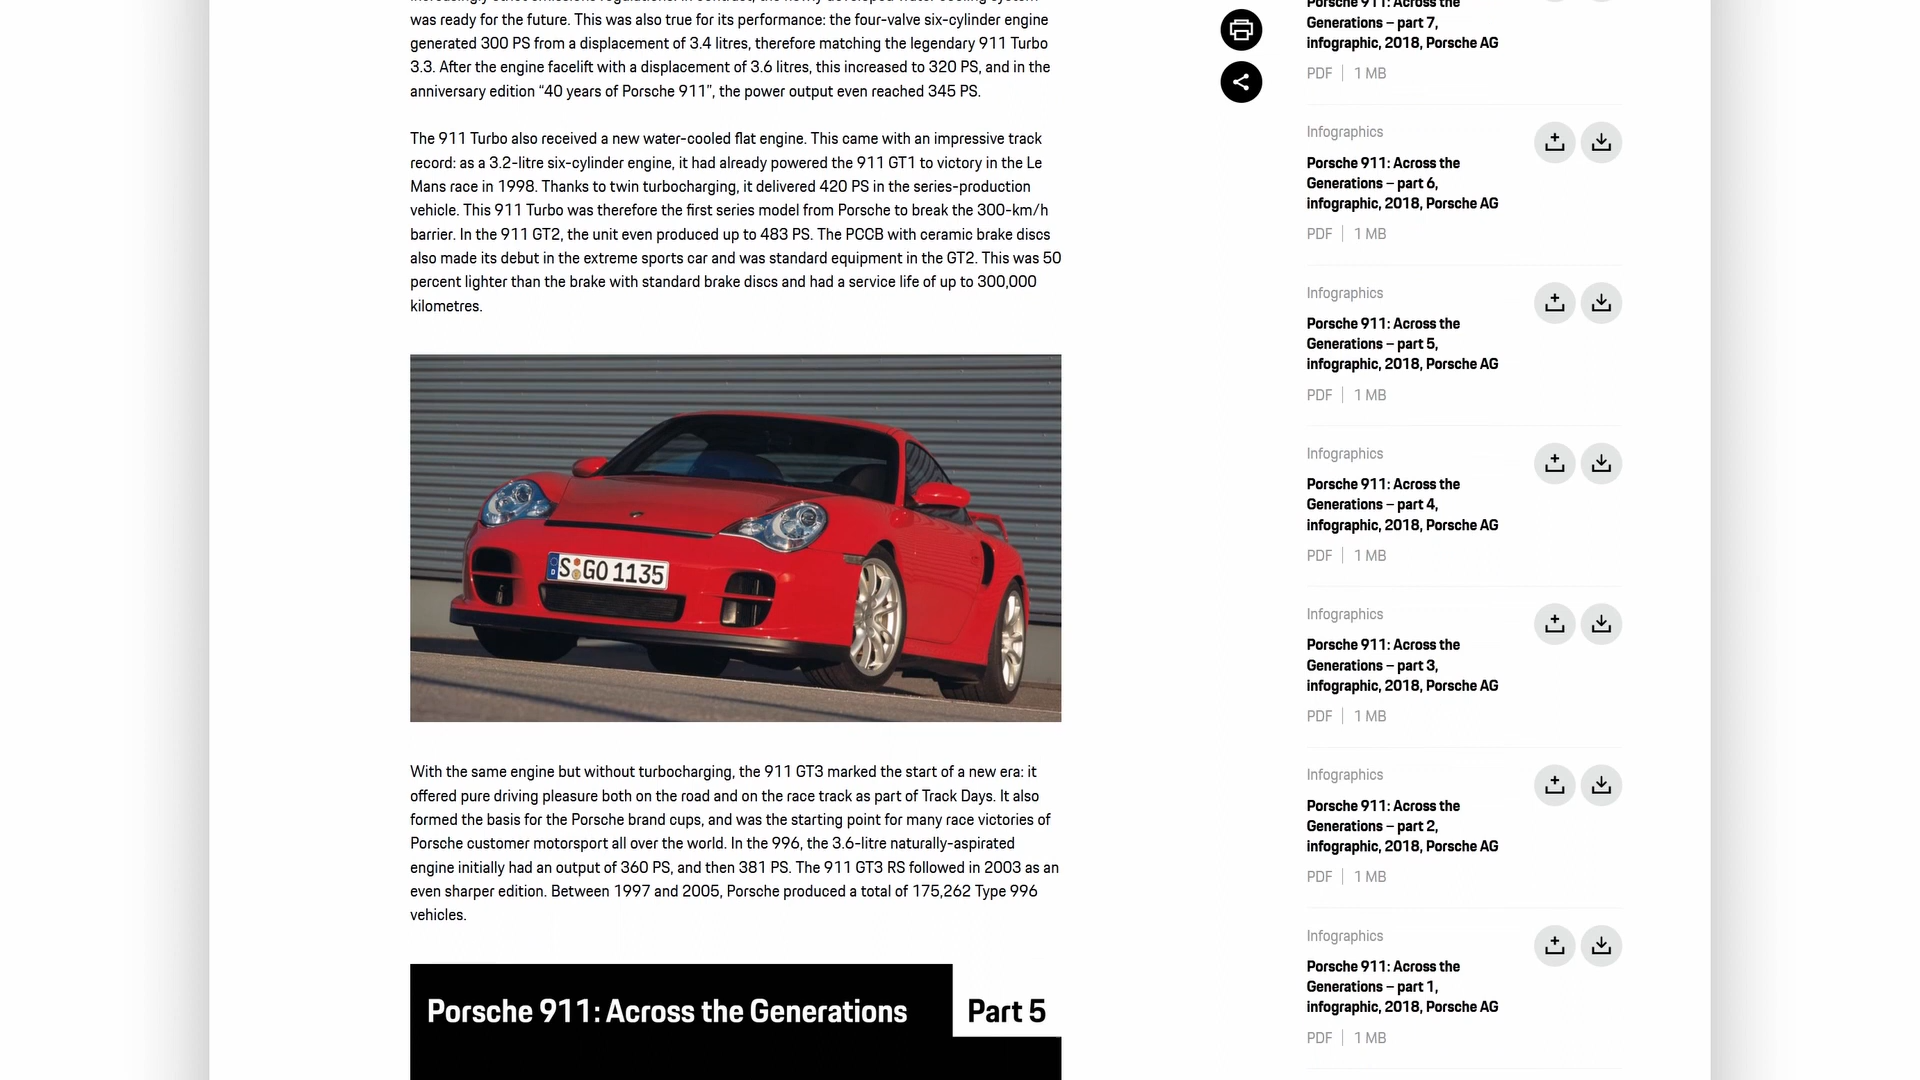 was ready for the future. This was also true for its performance: the four-valve six-cylinder engine
generated 300 PS from a displacement of 3.4 litres, therefore matching the legendary 911 Turbo
3.3. After the engine facelift with a displacement of 3.6 litres, this increased to 320 PS, and in the
anniversary edition “40 years of Porsche 911”, the power output even reached 345 PS.
The 911 Turbo also received a new water-cooled flat engine. This came with an impressive track
record: as a 3.2-litre six-cylinder engine, it had already powered the 911 GT1 to victory in the Le
Mans race in 1998. Thanks to twin turbocharging, it delivered 420 PS in the series-production
vehicle. This 911 Turbo was therefore the first series model from Porsche to break the 300-km/h
barrier. In the 911 GT2, the unit even produced up to 483 PS. The PCCB with ceramic brake discs
also made its debut in the extreme sports car and was standard equipment in the GT2. This was 50
percent lighter than the brake with standard brake discs and had a service life of up to 300,000
kilometres.
S GO 1135
D
With the same engine but without turbocharging, the 911 GT3 marked the start of a new era: it
offered pure driving pleasure both on the road and on the race track as part of Track Days. It also
formed the basis for the Porsche brand cups, and was the starting point for many race victories of
Porsche customer motorsport all over the world. In the 996, the 3.6-litre naturally-aspirated
engine initially had an output of 360 PS, and then 381 PS. The 911 GT3 RS followed in 2003 as an
even sharper edition. Between 1997 and 2005, Porsche produced a total of 175,262 Type 996
vehicles.
Porsche 911: Across the Generations
Part 5
Porsche 911: Across the
Generations – part 7,
infographic, 2018, Porsche AG
PDF | 1 MB
Infographics
Porsche 911: Across the
Generations – part 6,
infographic, 2018, Porsche AG
PDF | 1 MB
Infographics
Porsche 911: Across the
Generations – part 5,
infographic, 2018, Porsche AG
PDF | 1 MB
Infographics
Porsche 911: Across the
Generations – part 4,
infographic, 2018, Porsche AG
PDF | 1 MB
Infographics
Porsche 911: Across the
Generations – part 3,
infographic, 2018, Porsche AG
PDF | 1 MB
Infographics
Porsche 911: Across the
Generations – part 2,
infographic, 2018, Porsche AG
PDF | 1 MB
Infographics
Porsche 911: Across the
Generations – part 1,
infographic, 2018, Porsche AG
PDF | 1 MB